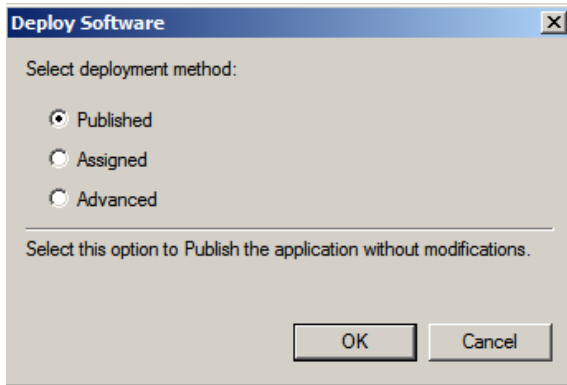 Deploy Software
Select deployment method:
Published
Assigned
Advanced
Select this option to Publish the application without modifications.
OK Cancel